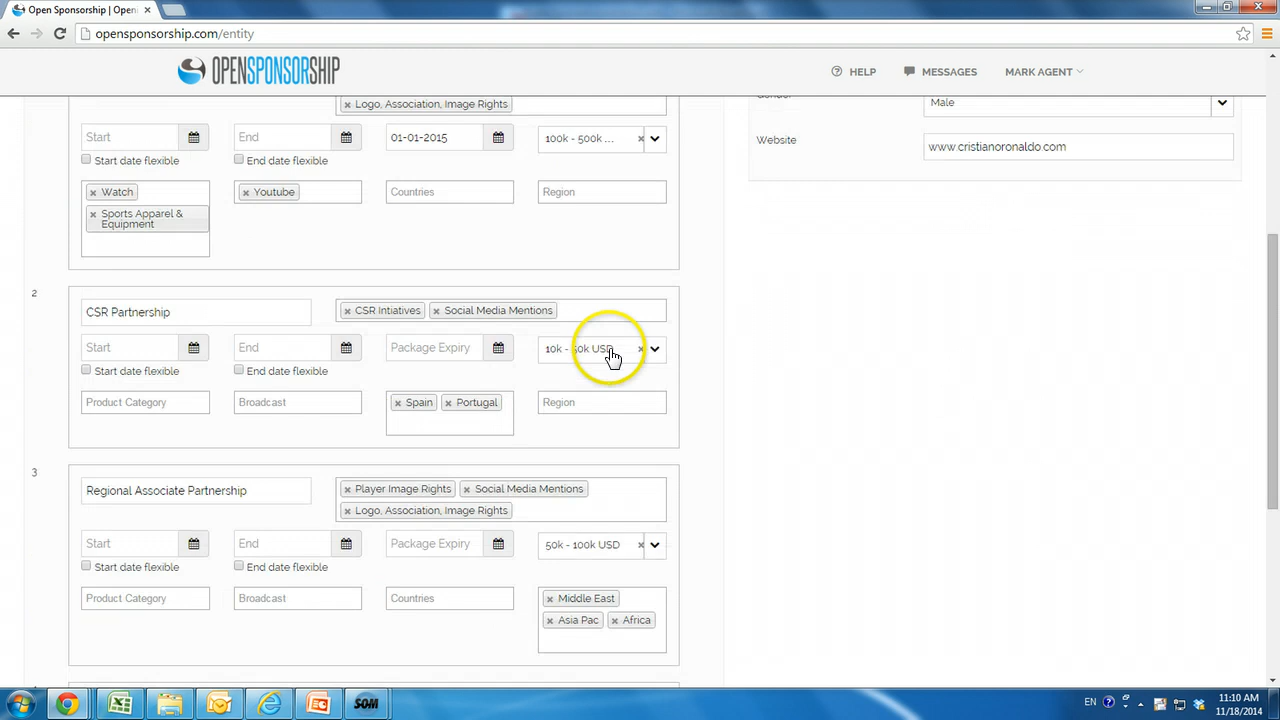 Open Sponsorship | Open
opensponsorship.com/entity
OPENSPONSORSHIP
HELP
MESSAGES
MARK AGENT
Logo, Association, Image Rights
Male
Start
End
01-01-2015
100k - 500k ...
Website
www.cristianoronaldo.com
Start date flexible
End date flexible
Watch
Youtube
Countries
Region
Sports Apparel &
Equipment
2
CSR Partnership
CSR Intiatives
Social Media Mentions
Start
End
Package Expiry
10k - 50k USD
Start date flexible
End date flexible
Product Category
Broadcast
Spain
Portugal
Region
3
Regional Associate Partnership
Player Image Rights
Social Media Mentions
Logo, Association, Image Rights
Start
End
Package Expiry
50k - 100k USD
Start date flexible
End date flexible
Product Category
Broadcast
Countries
Middle East
Asia Pac
Africa
SOM
EN
11:10 AM
11/18/2014